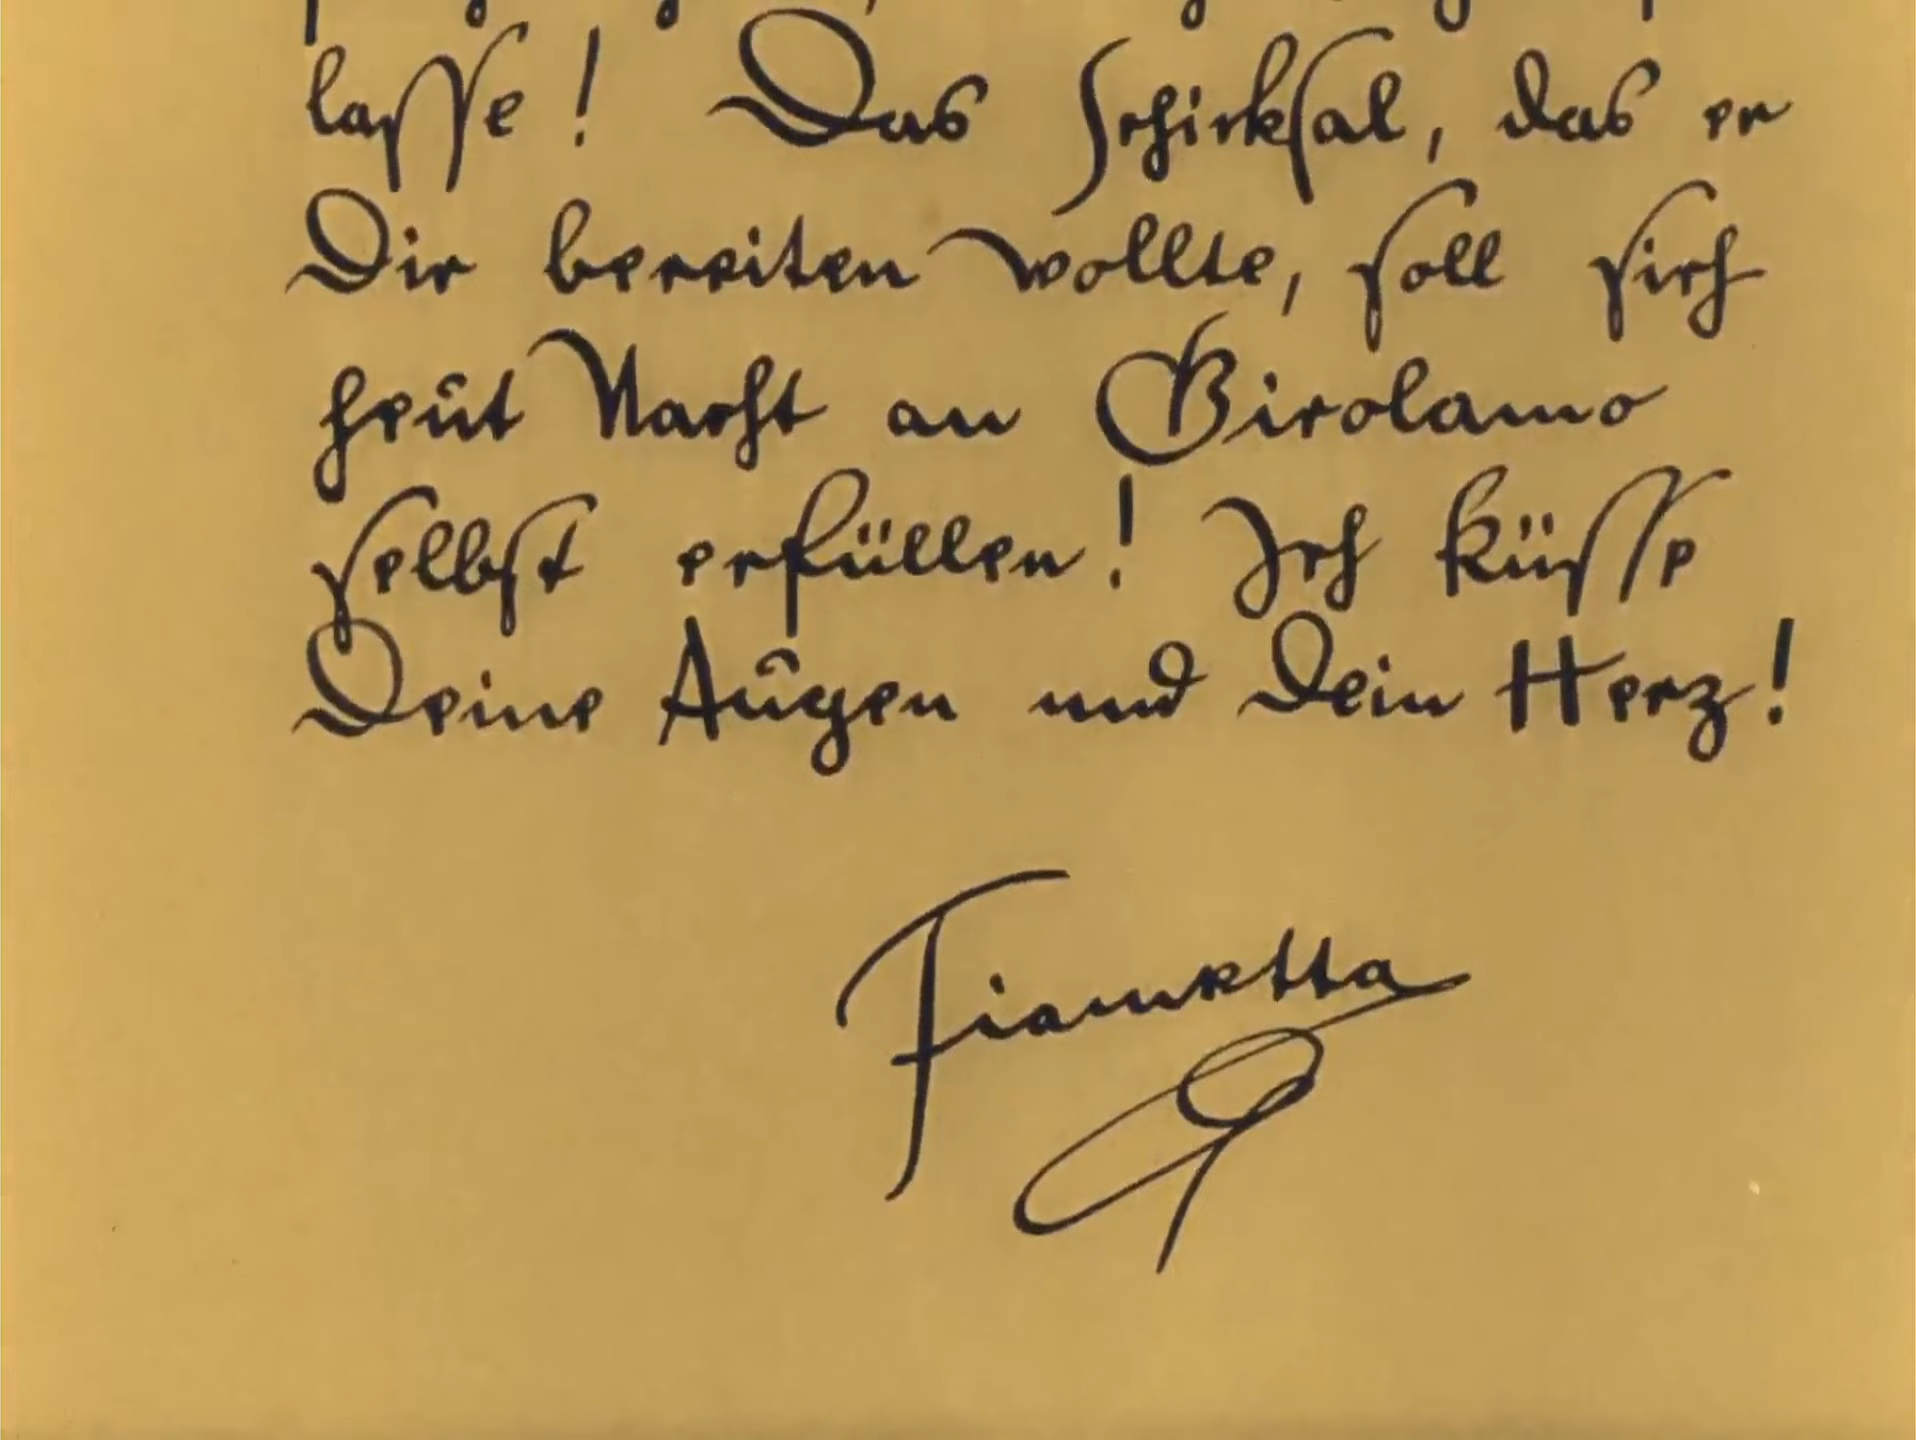 lasse! Das Schicksal, das er
Dir bereiten wollte, soll sich
heut Nacht an Girolamo
selbst erfüllen! Ich küsse
Deine Augen und Dein Herz!
Fiametta